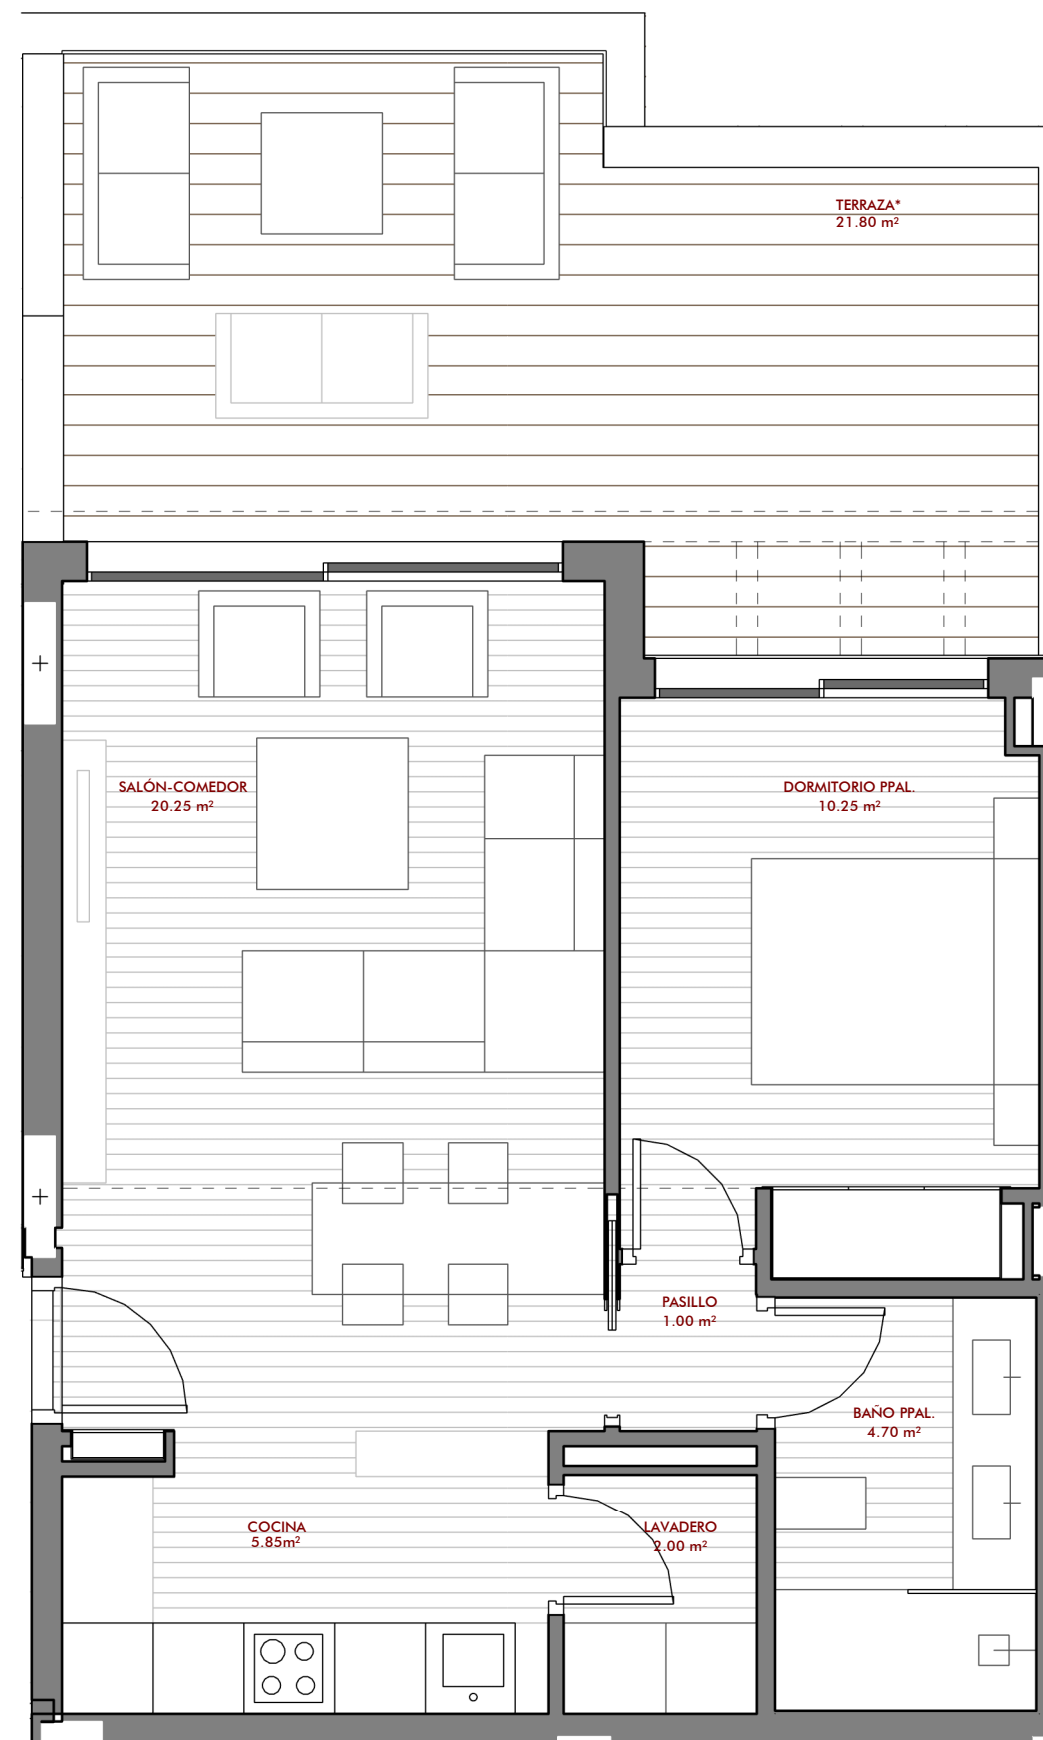 TERRAZA*
21.80 m²
SALÓN-COMEDOR
20.25 m²
DORMITORIO PPAL.
10.25 m²
PASILLO
1.00 m²
BAÑO PPAL.
4.70 m²
COCINA
5.85m²
LAVADERO
2.00 m²